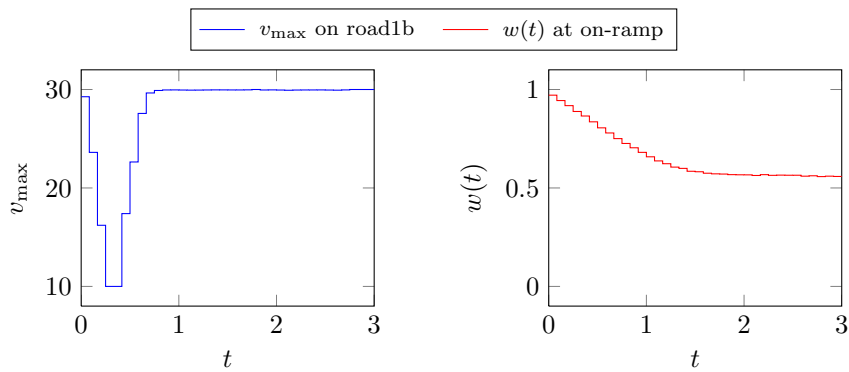 v_max on road1b w(t) at on-ramp
30
20
10
v_max
0 1 2 3
t
1
0.5
0
w(t)
0 1 2 3
t